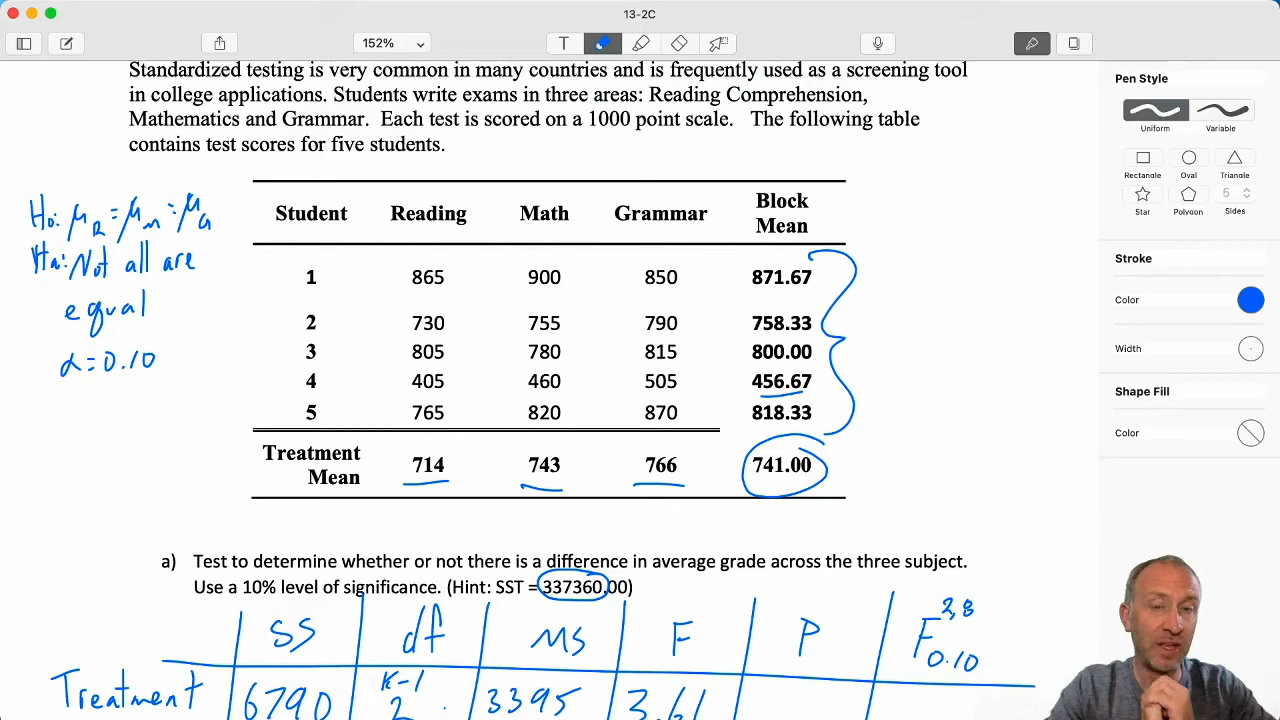 13-2C
152%
T
Pen Style
Uniform
Variable
Rectangle
Oval
Triangle
Star
Polygon
5
Sides
Stroke
Color
Width
Shape Fill
Color
Standardized testing is very common in many countries and is frequently used as a screening tool
in college applications. Students write exams in three areas: Reading Comprehension,
Mathematics and Grammar. Each test is scored on a 1000 point scale. The following table
contains test scores for five students.
Ho: μR = μM = μG
Ha: Not all are
equal
α = 0.10
Student Reading Math Grammar Block Mean
1 865 900 850 871.67
2 730 755 790 758.33
3 805 780 815 800.00
4 405 460 505 456.67
5 765 820 870 818.33
Treatment Mean 714 743 766 741.00
a) Test to determine whether or not there is a difference in average grade across the three subject.
Use a 10% level of significance. (Hint: SST = 337360.00)
SS df MS F P F 2,8 0.10
K-1
Treatment 6790 2 3395 3.61